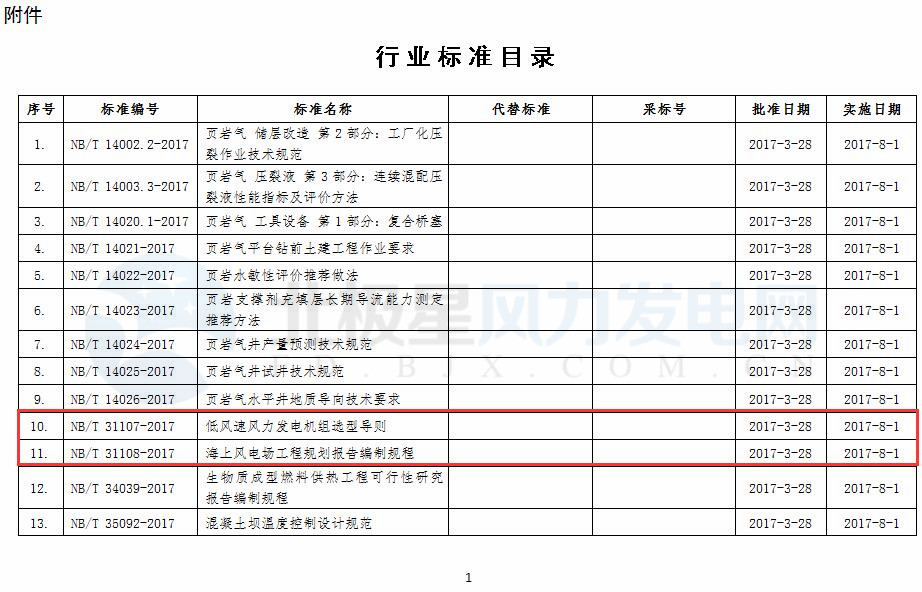 附件
行业标准目录
序号 标准编号 标准名称 代替标准 采标号 批准日期 实施日期
1. NB/T 14002.2-2017 页岩气 储层改造 第2部分：工厂化压
裂作业技术规范 2017-3-28 2017-8-1
2. NB/T 14003.3-2017 页岩气 压裂液 第3部分：连续混配压
裂液性能指标及评价方法 2017-3-28 2017-8-1
3. NB/T 14020.1-2017 页岩气 工具设备 第1部分：复合桥塞 2017-3-28 2017-8-1
4. NB/T 14021-2017 页岩气平台钻前土建工程作业要求 2017-3-28 2017-8-1
5. NB/T 14022-2017 页岩水敏性评价推荐做法 2017-3-28 2017-8-1
6. NB/T 14023-2017 页岩支撑剂充填层长期导流能力测定
推荐方法 2017-3-28 2017-8-1
7. NB/T 14024-2017 页岩气井产量预测技术规范 2017-3-28 2017-8-1
8. NB/T 14025-2017 页岩气井试井技术规范 2017-3-28 2017-8-1
9. NB/T 14026-2017 页岩气水平井地质导向技术要求 2017-3-28 2017-8-1
10. NB/T 31107-2017 低风速风力发电机组选型导则 2017-3-28 2017-8-1
11. NB/T 31108-2017 海上风电场工程规划报告编制规程 2017-3-28 2017-8-1
12. NB/T 34039-2017 生物质成型燃料供热工程可行性研究
报告编制规程 2017-3-28 2017-8-1
13. NB/T 35092-2017 混凝土坝温度控制设计规范 2017-3-28 2017-8-1
北极星风力发电网
FD.BJX.COM.CN
1